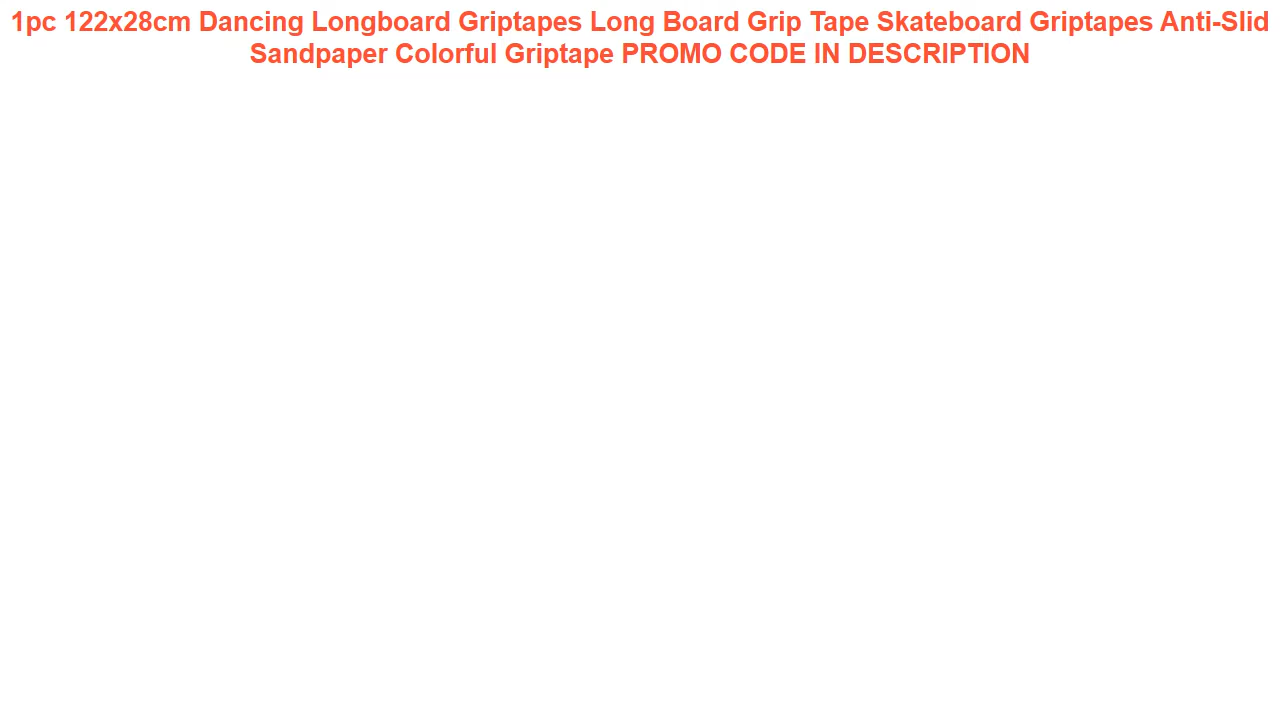 1pc 122x28cm Dancing Longboard Griptapes Long Board Grip Tape Skateboard Griptapes Anti-Slid
Sandpaper Colorful Griptape PROMO CODE IN DESCRIPTION